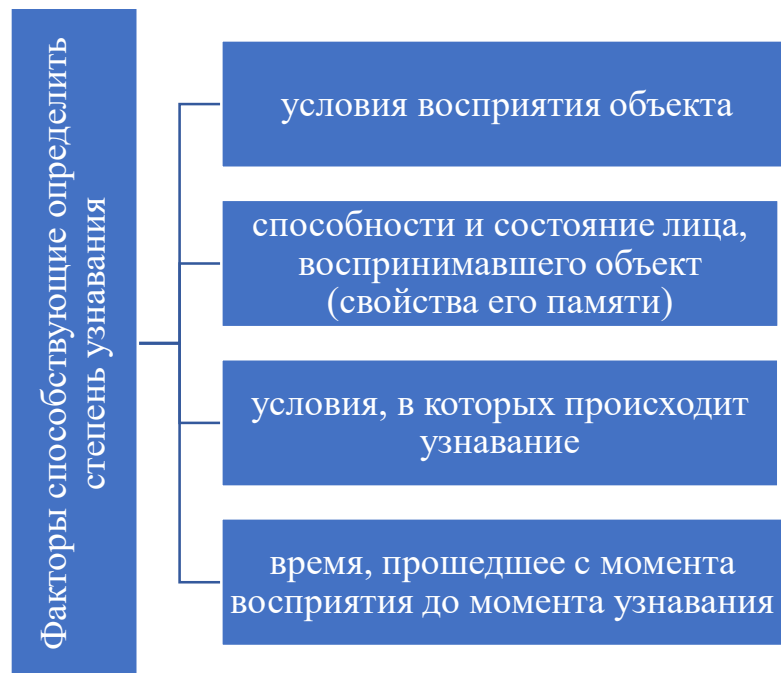 Факторы способствующие определить
степень узнавания
условия восприятия объекта
способности и состояние лица,
воспринимавшего объект
(свойства его памяти)
условия, в которых происходит
узнавание
время, прошедшее с момента
восприятия до момента узнавания